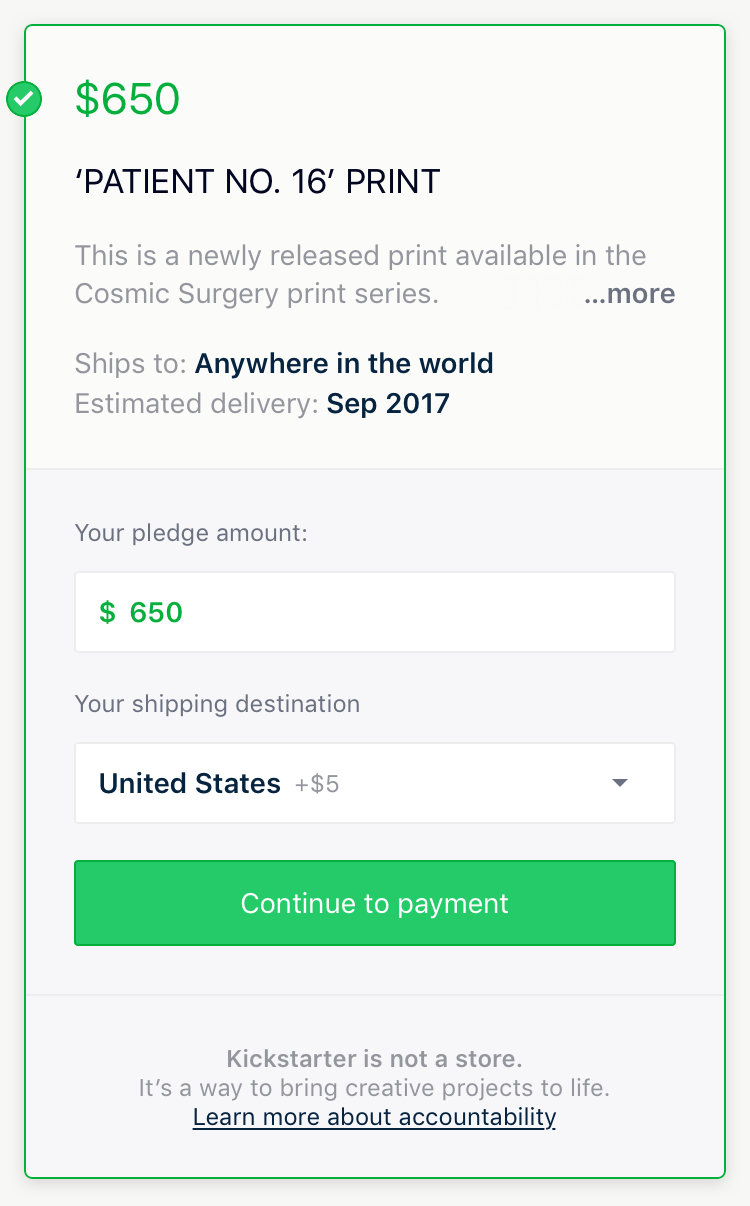 $650
‘PATIENT NO. 16’ PRINT
This is a newly released print available in the
Cosmic Surgery print series. ...more
Ships to: Anywhere in the world
Estimated delivery: Sep 2017
Your pledge amount:
$ 650
Your shipping destination
United States +$5
Continue to payment
Kickstarter is not a store.
It’s a way to bring creative projects to life.
Learn more about accountability